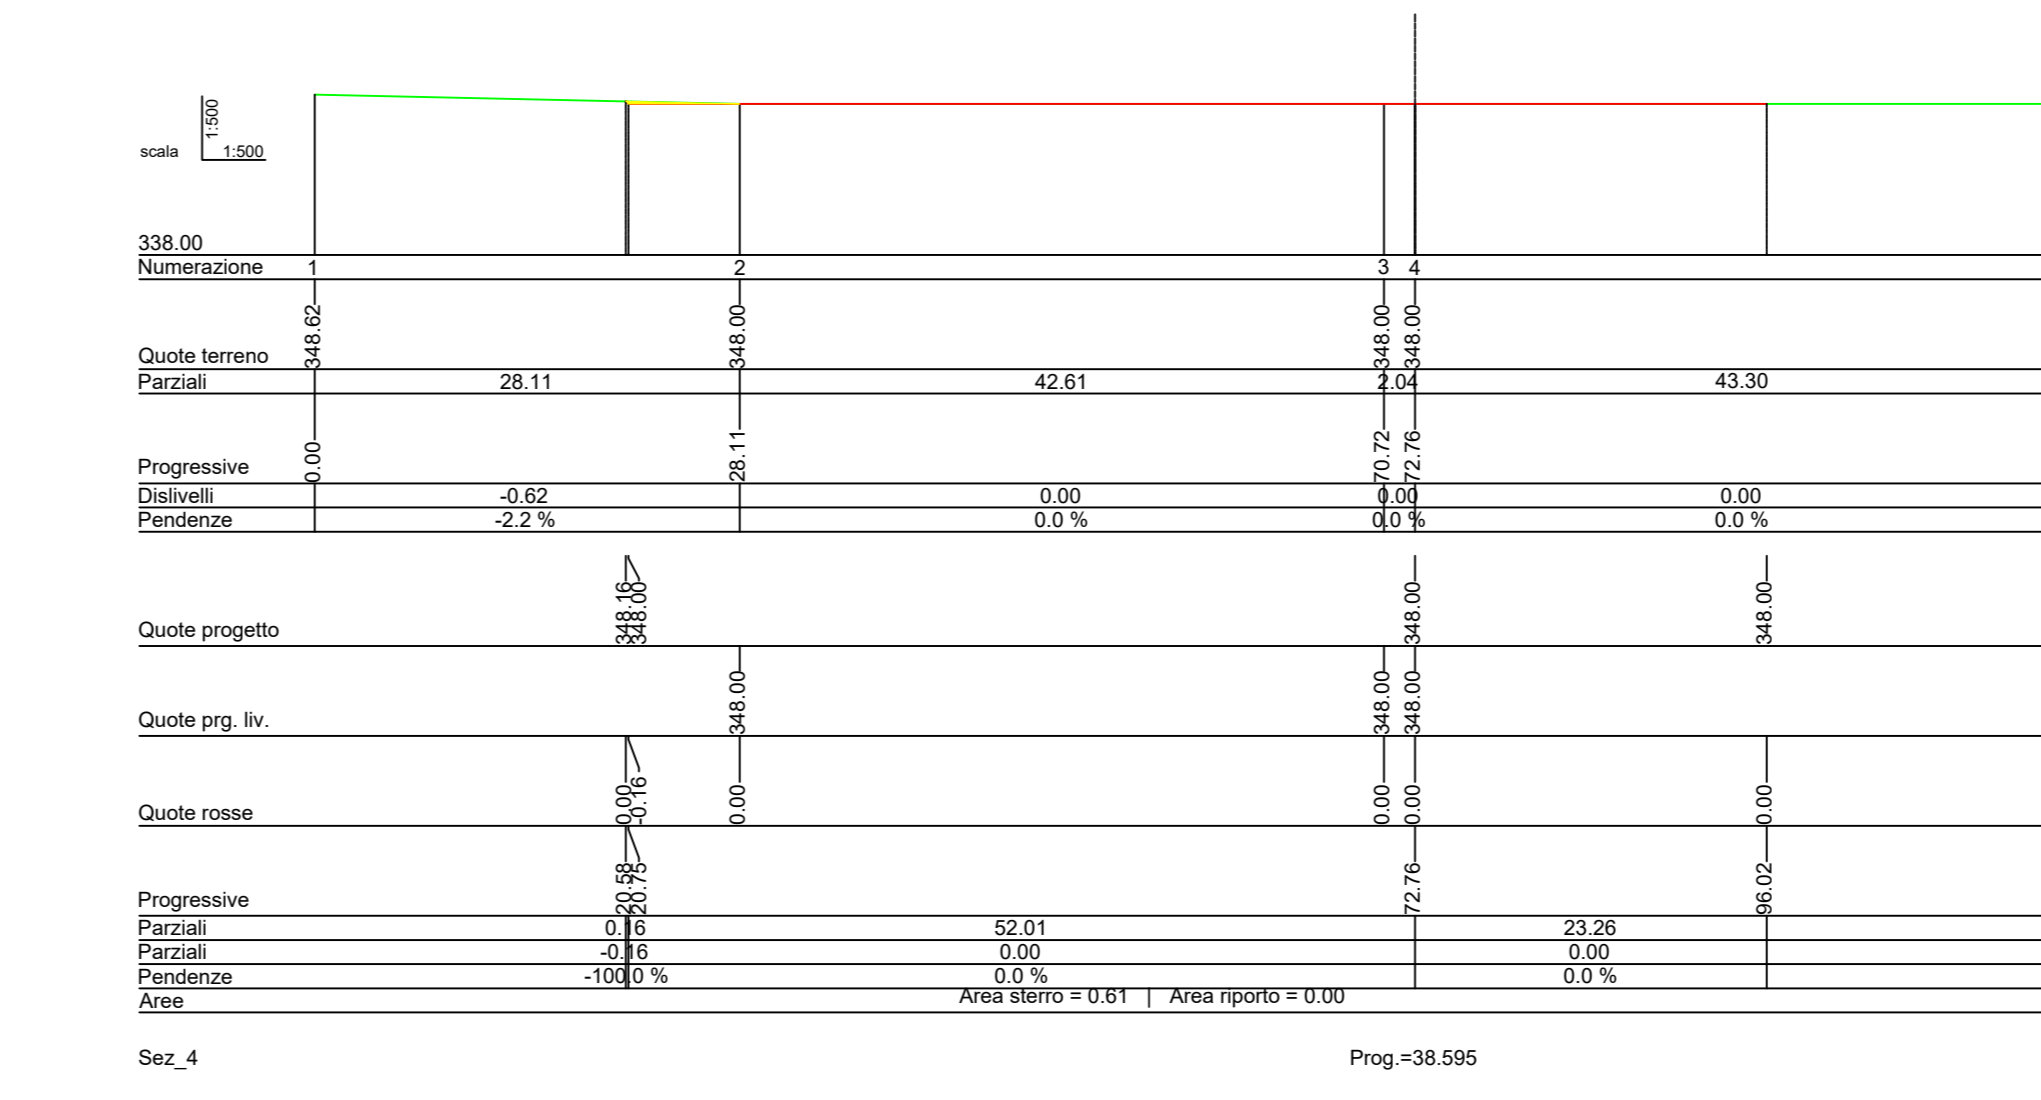 1:500
scala 1:500
338.00
Numerazione 1 2 3 4
Quote terreno 348.62 348.00 348.00 348.00
Parziali 28.11 42.61 2.04 43.30
Progressive 0.00 28.11 70.72 72.76
Dislivelli -0.62 0.00 0.00 0.00
Pendenze -2.2 % 0.0 % 0.0 % 0.0 %
Quote progetto 348.16 348.00 348.00 348.00
Quote prg. liv. 348.00 348.00 348.00
Quote rosse 0.00 -0.16 0.00 0.00 0.00 0.00
Progressive 20.58 20.75 72.76 96.02
Parziali 0.16 52.01 23.26
Parziali -0.16 0.00 0.00
Pendenze -100.0 % 0.0 % 0.0 %
Aree Area sterro = 0.61 | Area riporto = 0.00
Sez_4 Prog.=38.595